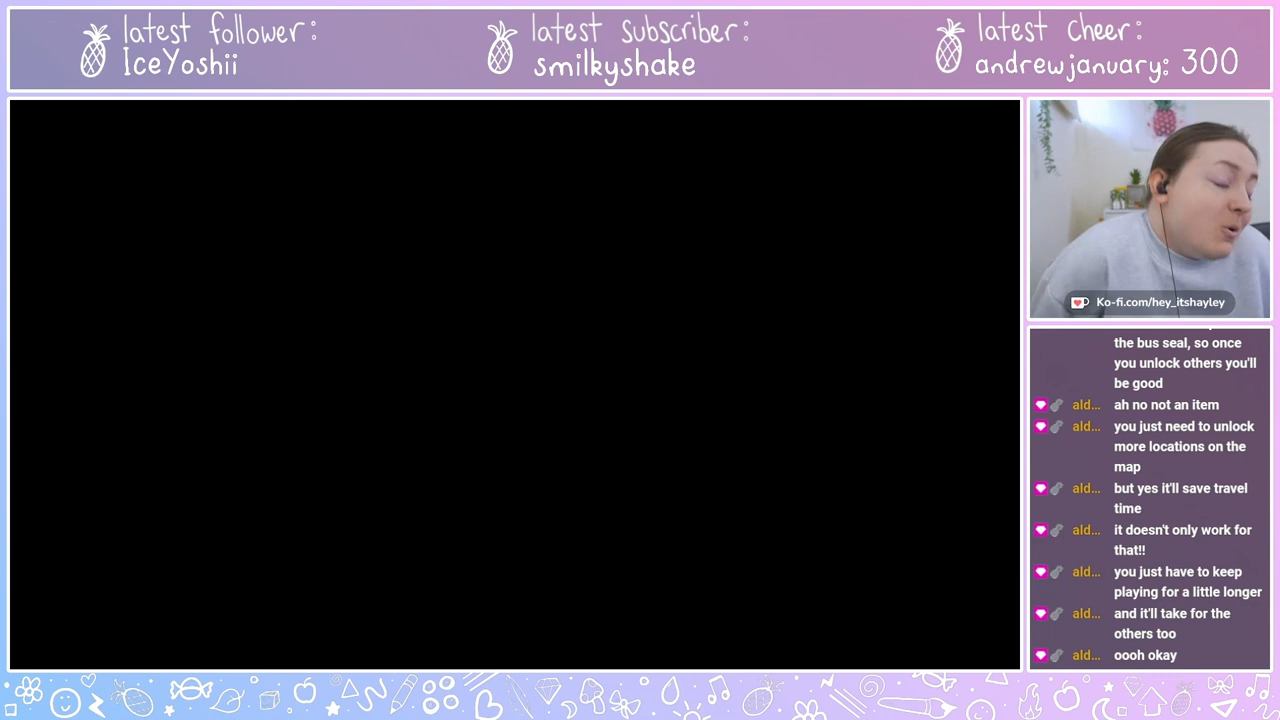 latest follower:
IceYoshii
latest subscriber:
smilkyshake
latest cheer:
andrewjanuary: 300
Ko-fi.com/hey_itshayley
the bus seal, so once
you unlock others you'll
be good
ald... ah no not an item
ald... you just need to unlock
more locations on the
map
ald... but yes it'll save travel
time
ald... it doesn't only work for
that!!
ald... you just have to keep
playing for a little longer
ald... and it'll take for the
others too
ald... oooh okay